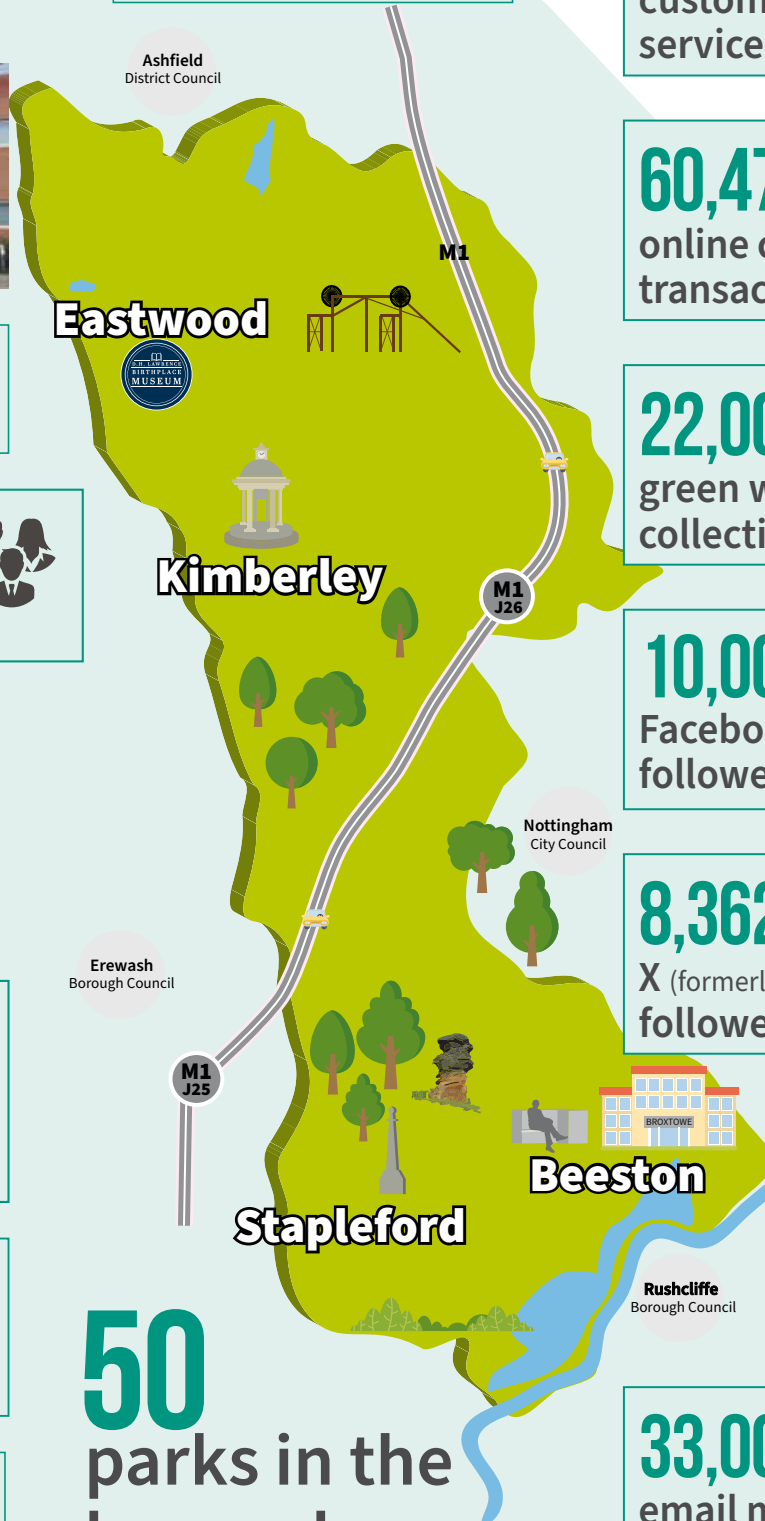 custom
service
Ashfield
District Council
60,47
online
transac
M1
Eastwood
D.H. LAWRENCE
BIRTHPLACE
MUSEUM
22,00
green w
collecti
Kimberley
M1
J26
10,00
Facebo
followe
Nottingham
City Council
8,362
X (formerl
followe
Erewash
Borough Council
M1
J25
BROXTOWE
Beeston
Stapleford
Rushcliffe
Borough Council
50
parks in the
33,00
email m